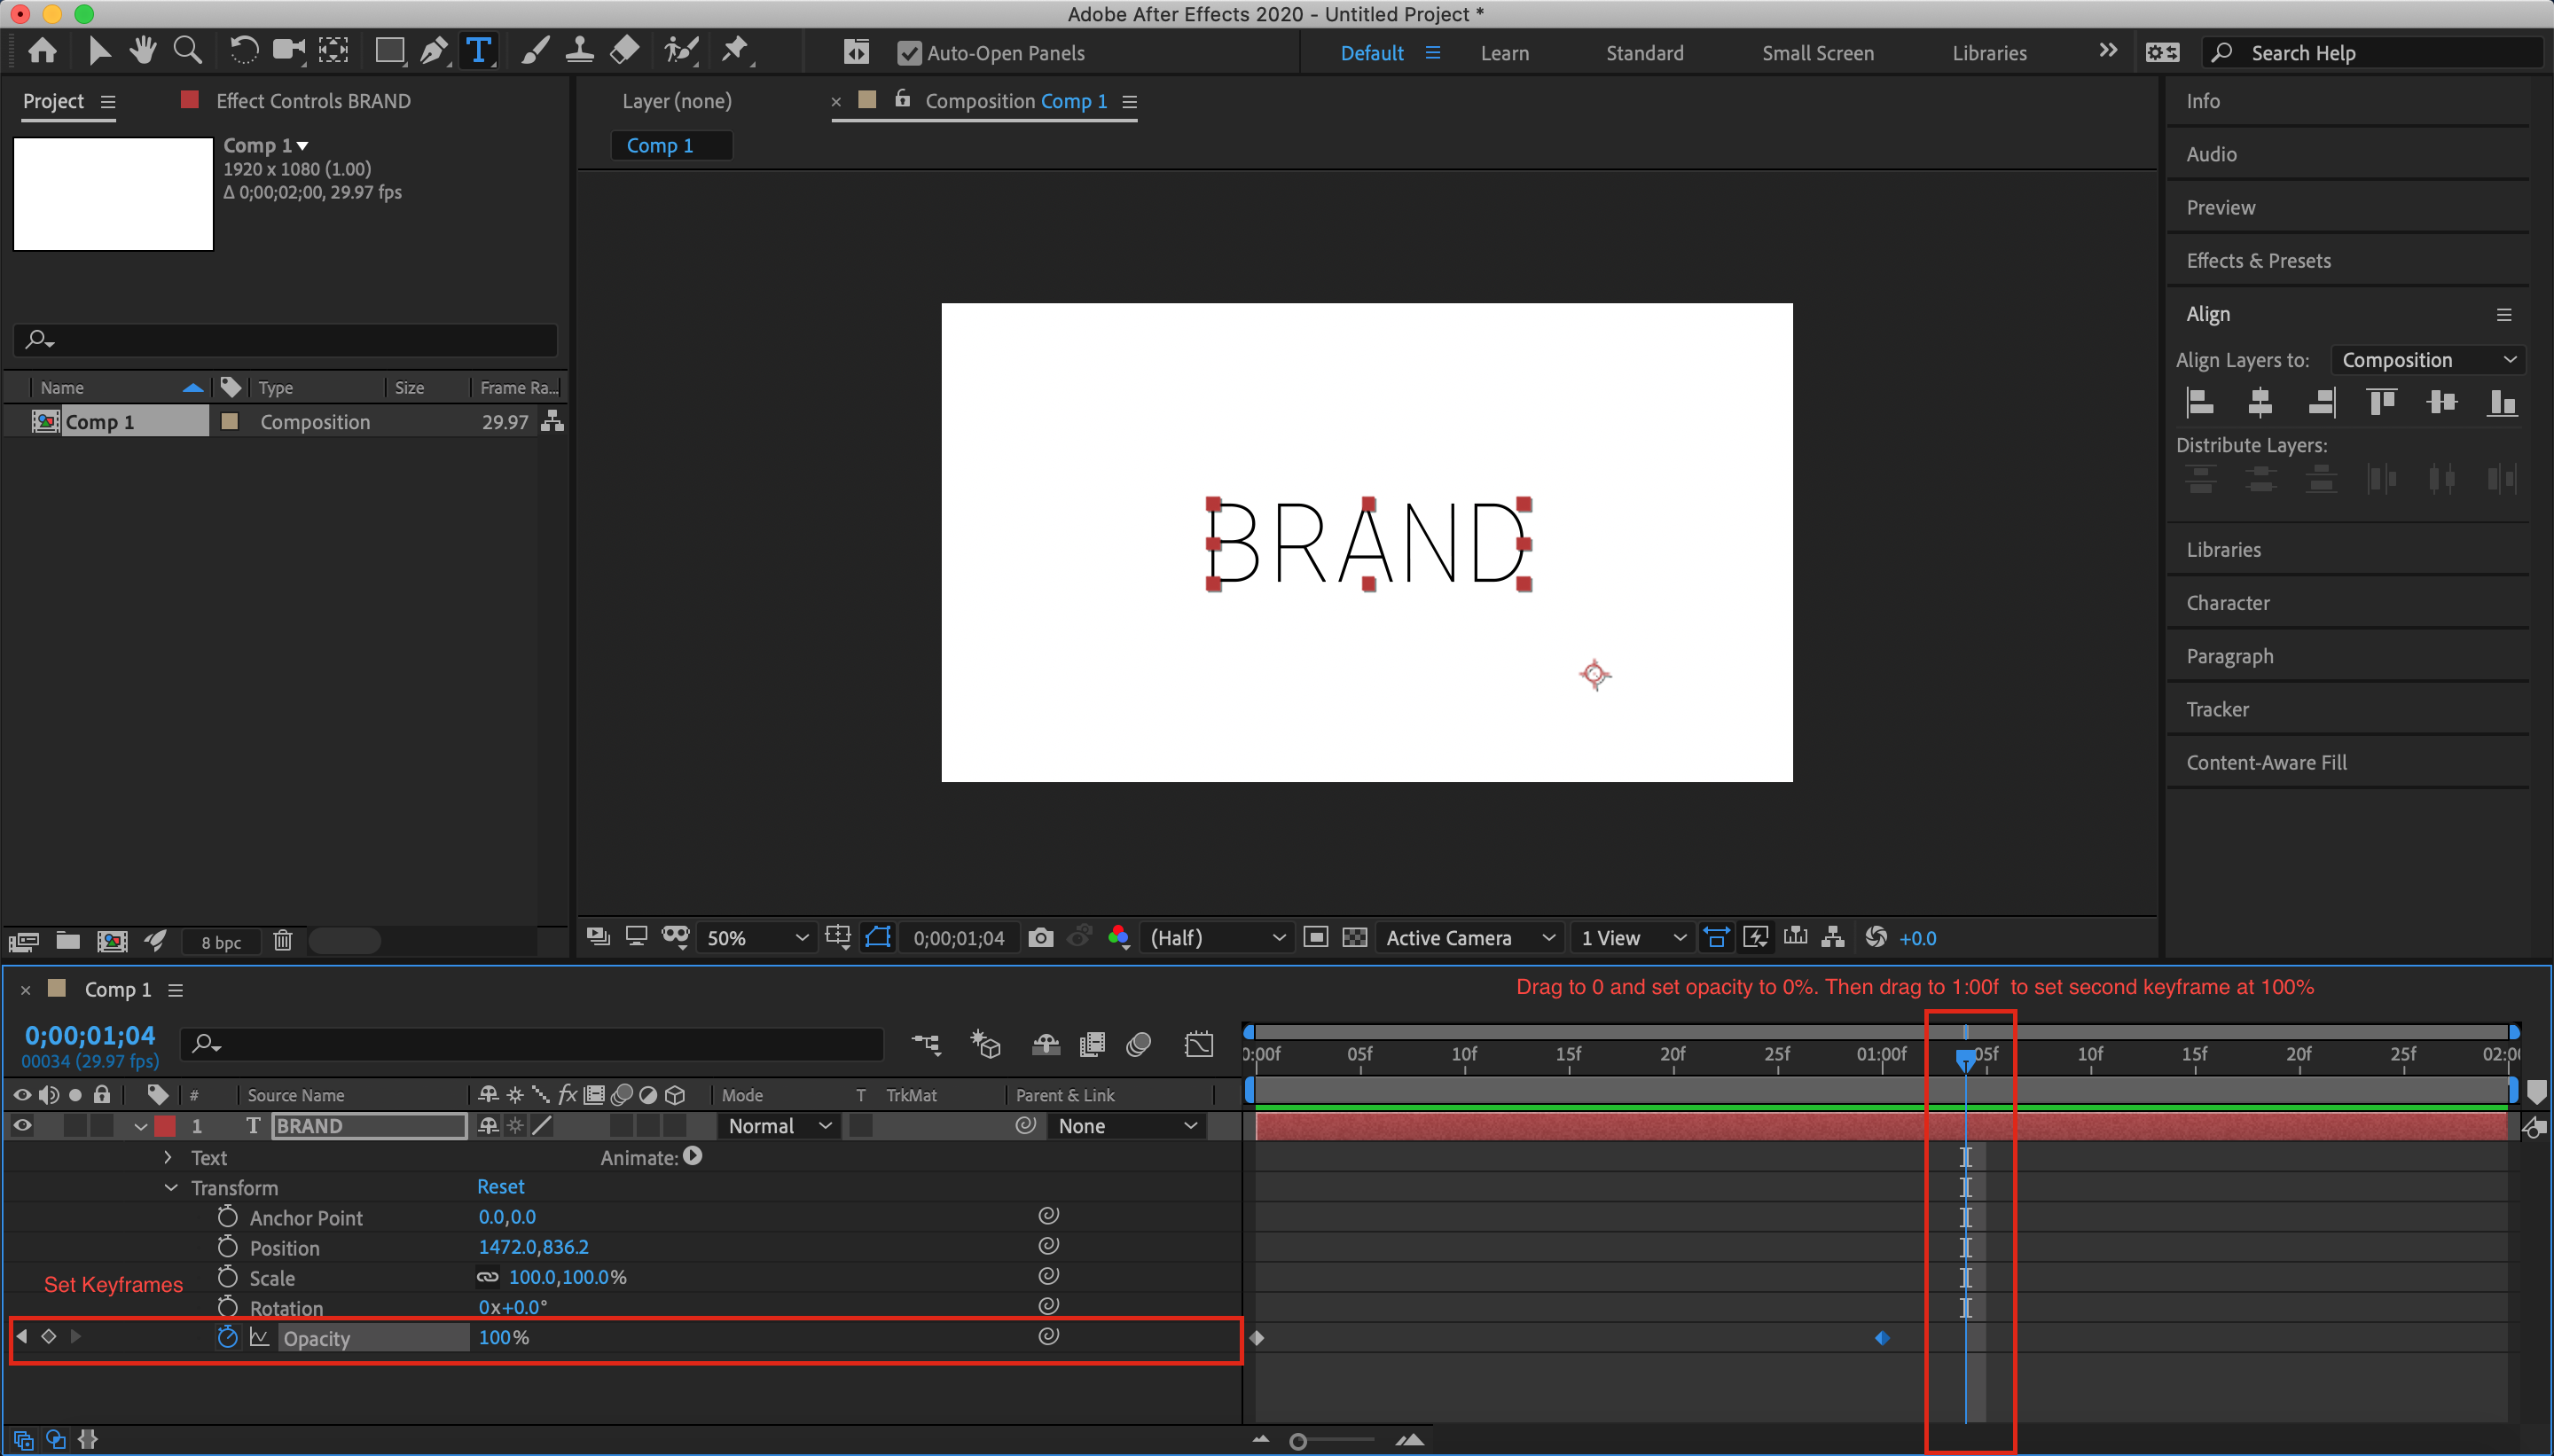 Adobe After Effects 2020 - Untitled Project *
T Auto-Open Panels Default Learn Standard Small Screen Libraries Search Help
Project Effect Controls BRAND
Layer (none) Composition Comp 1
Comp 1
Comp 1
1920 x 1080 (1.00)
Δ 0;00;02;00, 29.97 fps
Name Type Size Frame Ra...
Comp 1 Composition 29.97
BRAND
Info
Audio
Preview
Effects & Presets
Align
Align Layers to: Composition
Distribute Layers:
Libraries
Character
Paragraph
Tracker
Content-Aware Fill
8 bpc
50% 0;00;01;04 (Half) Active Camera 1 View +0.0
Comp 1
Drag to 0 and set opacity to 0%. Then drag to 1:00f to set second keyframe at 100%
0;00;01;04
00034 (29.97 fps)
0:00f 05f 10f 15f 20f 25f 01:00f 05f 10f 15f 20f 25f 02:0
# Source Name fx Mode T TrkMat Parent & Link
1 T BRAND Normal None
Text Animate:
Transform Reset
Anchor Point 0.0,0.0
Position 1472.0,836.2
Set Keyframes
Scale 100.0,100.0%
Rotation 0x+0.0°
Opacity 100%